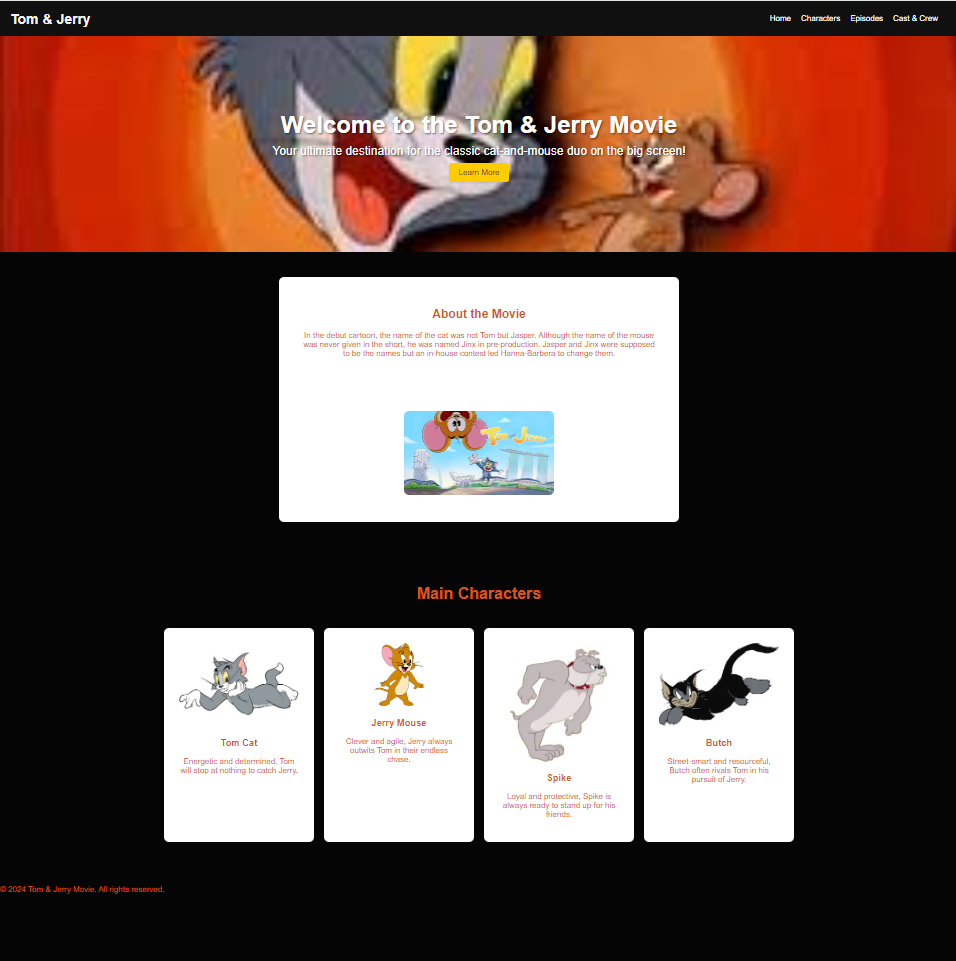 Tom & Jerry
Home Characters Episodes Cast & Crew
Welcome to the Tom & Jerry Movie
Your ultimate destination for the classic cat-and-mouse duo on the big screen!
Learn More
About the Movie
In the debut cartoon, the name of the cat was not Tom but Jasper. Although the name of the mouse
was never given in the short, he was named Jinx in pre-production. Jasper and Jinx were supposed
to be the names but an in-house contest led Hanna-Barbera to change them.
Tom and Jerry
Main Characters
Tom Cat
Energetic and determined, Tom
will stop at nothing to catch Jerry.
Jerry Mouse
Clever and agile, Jerry always
outwits Tom in their endless
chase.
Spike
Loyal and protective, Spike is
always ready to stand up for his
friends.
Butch
Street-smart and resourceful,
Butch often rivals Tom in his
pursuit of Jerry.
© 2024 Tom & Jerry Movie. All rights reserved.